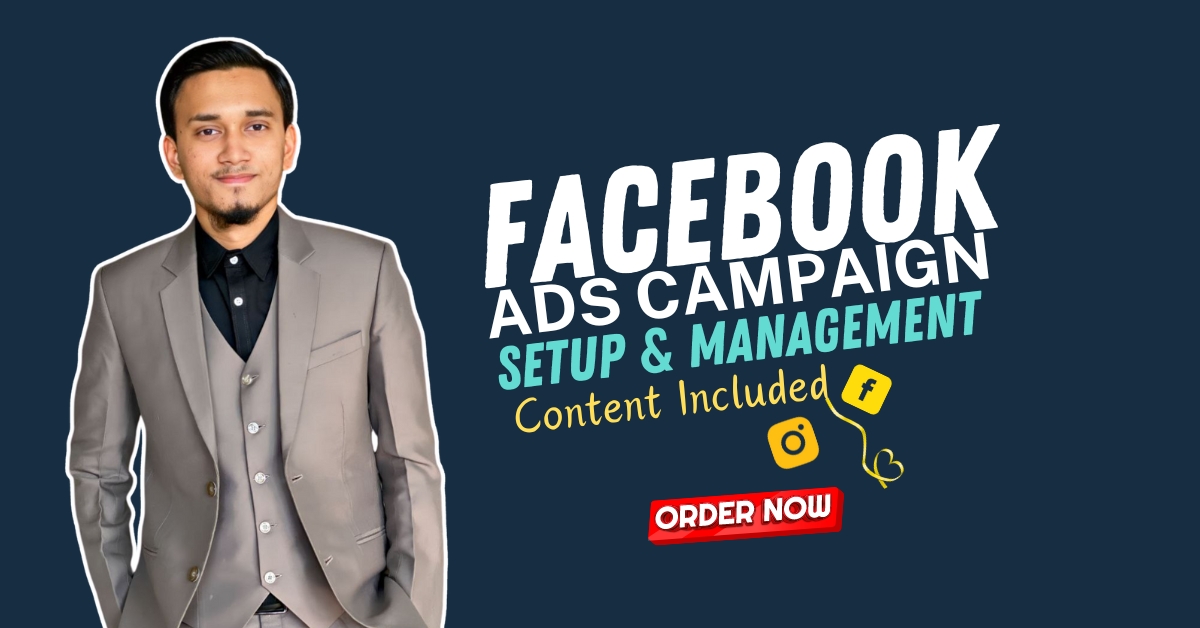 FACEBOOK
ADS CAMPAIGN
SETUP & MANAGEMENT
Content Included
ORDER NOW